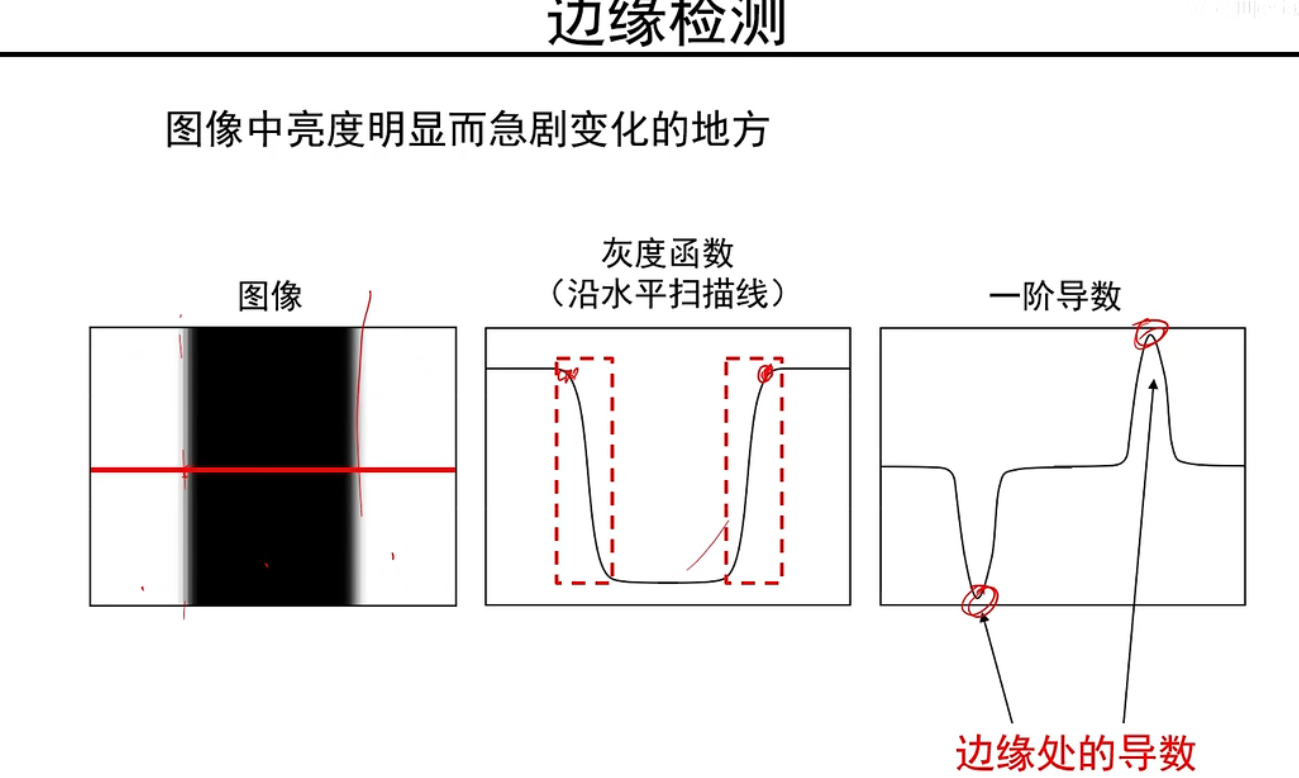 边缘检测
图像中亮度明显而急剧变化的地方
图像
灰度函数
（沿水平扫描线）
一阶导数
边缘处的导数